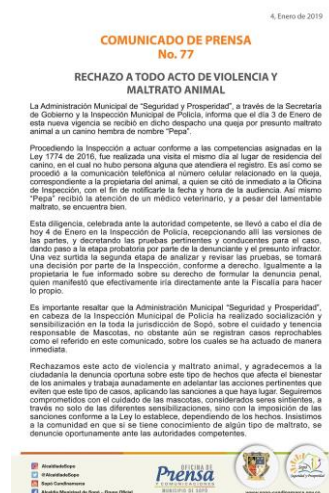 4, Enero de 2019
COMUNICADO DE PRENSA
No. 77
RECHAZO A TODO ACTO DE VIOLENCIA Y
MALTRATO ANIMAL
La Administración Municipal de "Seguridad y Prosperidad", a través de la Secretaría
de Gobierno y la Inspección Municipal de Policía, informa que el día 3 de Enero de
esta nueva vigencia se recibió en dicho despacho una queja por presunto maltrato
animal a un canino hembra de nombre "Pepa".
Procediendo la Inspección a actuar conforme a las competencias asignadas en la
Ley 1774 de 2016, fue realizada una visita el mismo día al lugar de residencia del
canino, en el cual no hubo persona alguna que atendiera el registro. Es así como se
procedió a la comunicación telefónica al número celular relacionado en la queja,
correspondiente a la propietaria del animal, a quien se citó de inmediato a la Oficina
de Inspección, con el fin de notificarle la fecha y hora de la audiencia. Así mismo
"Pepa" recibió la atención de un médico veterinario, y a pesar del lamentable
maltrato, se encuentra bien.
Esta diligencia, celebrada ante la autoridad competente, se llevó a cabo el día de
hoy 4 de Enero en la Inspección de Policía, recepcionando allí las versiones de
las partes, y decretando las pruebas pertinentes y conducentes para el caso,
dando paso a la etapa probatoria por parte de la denunciante y el presunto infractor.
Una vez surtida la segunda etapa de analizar y revisar las pruebas, se tomará
una decisión por parte de la Inspección, conforme a derecho. Igualmente a la
propietaria le fue informado sobre su derecho de formular la denuncia penal,
quien manifestó que efectivamente iría directamente ante la Fiscalía para hacer
lo propio.
Es importante resaltar que la Administración Municipal "Seguridad y Prosperidad",
en cabeza de la Inspección Municipal de Policía ha realizado socialización y
sensibilización en la toda la jurisdicción de Sopó, sobre el cuidado y tenencia
responsable de Mascotas, no obstante aún se registran casos reprochables
como el referido en este comunicado, sobre los cuales se ha actuado de manera
inmediata.
Rechazamos este acto de violencia y maltrato animal, y agradecemos a la
ciudadanía la denuncia oportuna sobre este tipo de hechos que afecta el bienestar
de los animales y trabaja aunadamente en adelantar las acciones pertinentes que
eviten que este tipo de casos, aplicando las sanciones a que haya lugar. Seguiremos
comprometidos con el cuidado de las mascotas, considerados seres sintientes, a
través no solo de las diferentes sensibilizaciones, sino con la imposición de las
sanciones conforme a la Ley lo establece, dependiendo de los hechos. Insistimos
a la comunidad en que si se tiene conocimiento de algún tipo de maltrato, se
denuncie oportunamente ante las autoridades competentes.
AlcaldiadeSopo
@AlcaldiadeSopo
Sopó Cundinamarca
OFICINA DE
Prensa
Y COMUNICACIONES
MUNICIPIO DE SOPÓ